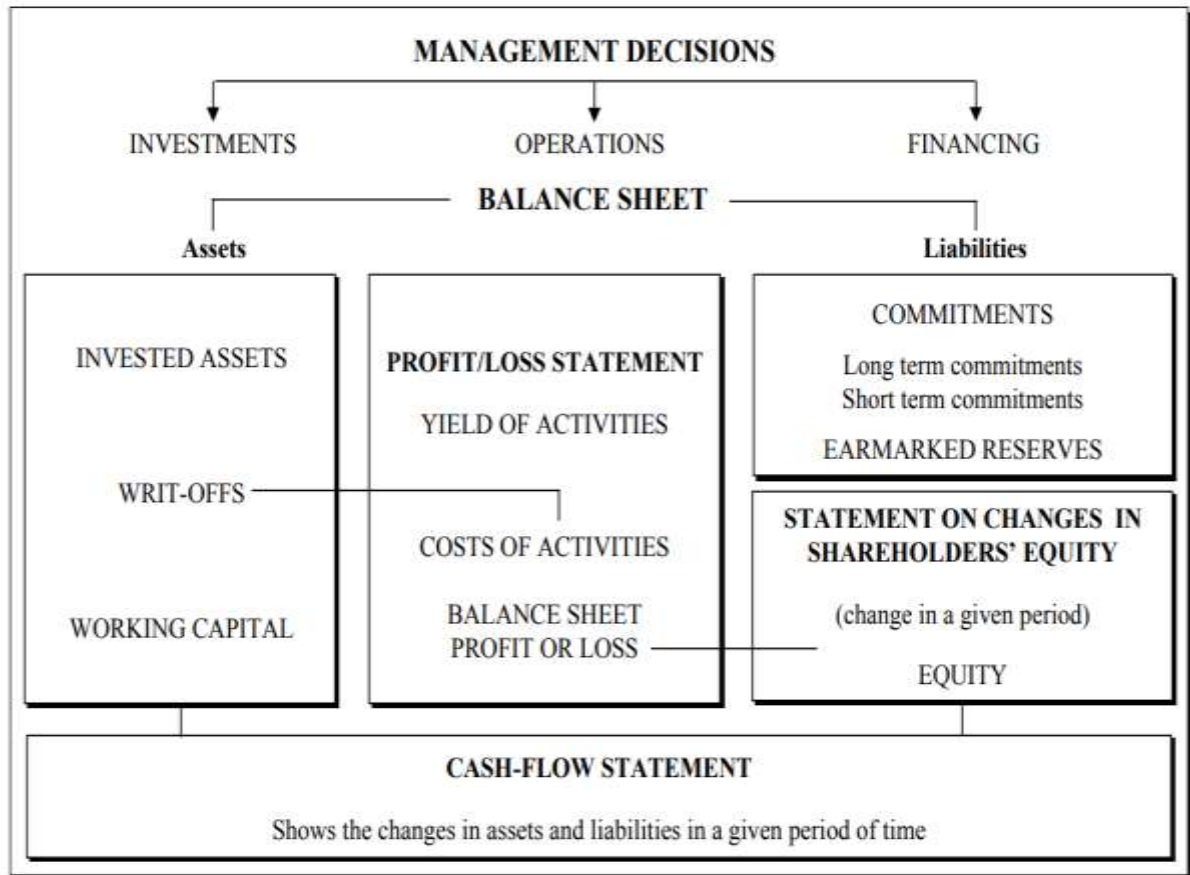 MANAGEMENT DECISIONS
INVESTMENTS
OPERATIONS
FINANCING
BALANCE SHEET
Assets
Liabilities
INVESTED ASSETS
WRIT-OFFS
WORKING CAPITAL
PROFIT/LOSS STATEMENT
YIELD OF ACTIVITIES
COSTS OF ACTIVITIES
BALANCE SHEET
PROFIT OR LOSS
COMMITMENTS
Long term commitments
Short term commitments
EARMARKED RESERVES
STATEMENT ON CHANGES IN
SHAREHOLDERS’ EQUITY
(change in a given period)
EQUITY
CASH-FLOW STATEMENT
Shows the changes in assets and liabilities in a given period of time